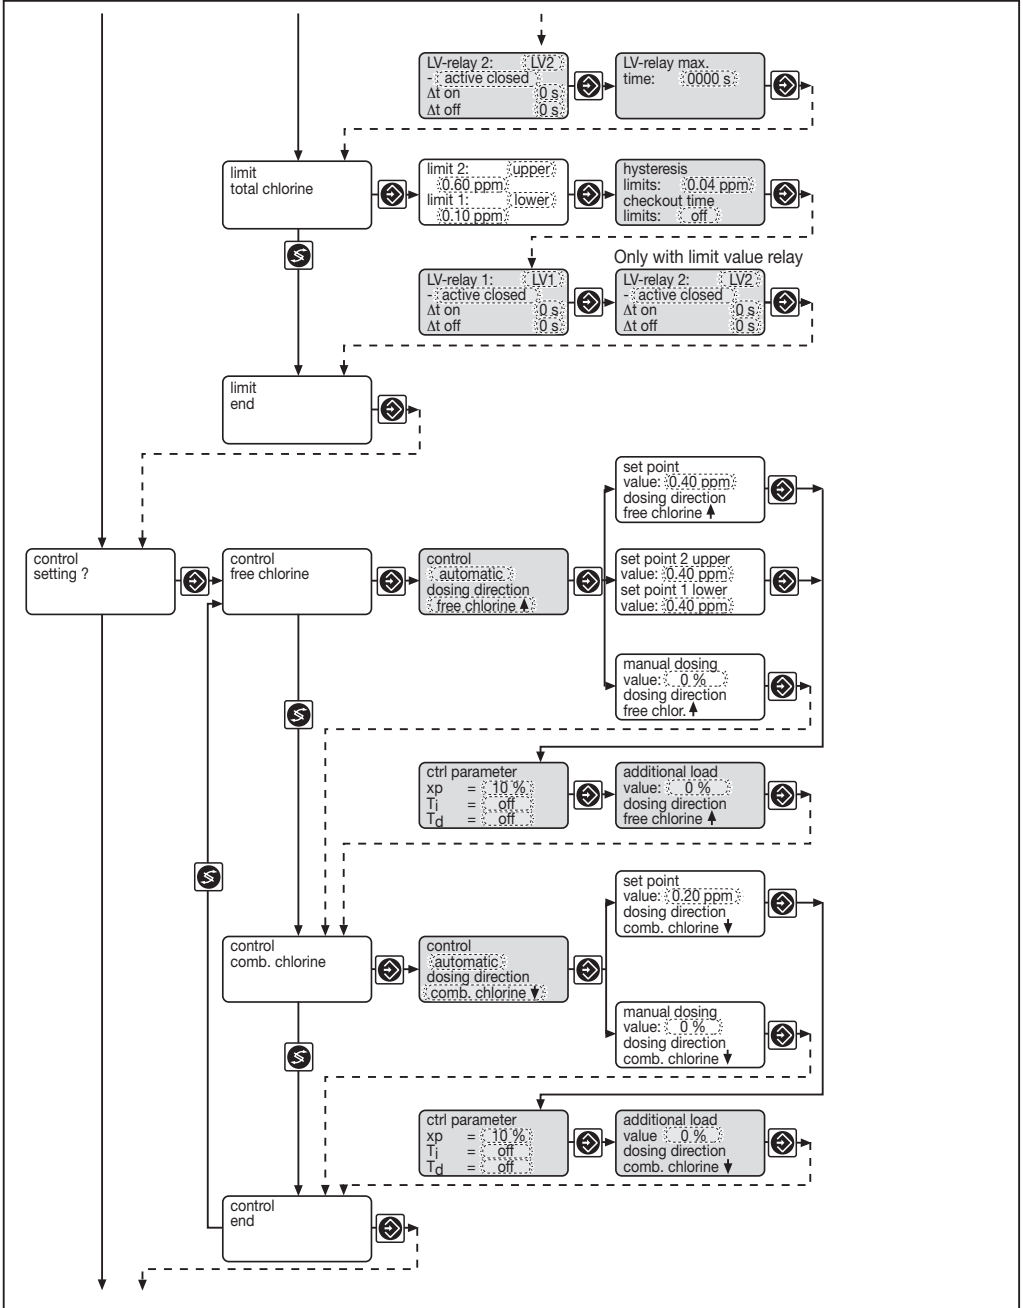 LV-relay 2: LV2
- active closed
Δt on 0 s
Δt off 0 s
LV-relay max.
time: 0000 s
limit
total chlorine
limit 2: upper
0.60 ppm
limit 1: lower
0.10 ppm
hysteresis
limits: 0.04 ppm
checkout time
limits: off
Only with limit value relay
LV-relay 1: LV1
- active closed
Δt on 0 s
Δt off 0 s
LV-relay 2: LV2
- active closed
Δt on 0 s
Δt off 0 s
limit
end
set point
value: 0.40 ppm
dosing direction
free chlorine ↑
control
setting ?
control
free chlorine
control
automatic
dosing direction
free chlorine ↑
set point 2 upper
value: 0.40 ppm
set point 1 lower
value: 0.40 ppm
manual dosing
value: 0 %
dosing direction
free chlor. ↑
ctrl parameter
xp = 10 %
Ti = off
Td = off
additional load
value: 0 %
dosing direction
free chlorine ↑
set point
value: 0.20 ppm
dosing direction
comb. chlorine ↓
control
comb. chlorine
control
automatic
dosing direction
comb. chlorine ↓
manual dosing
value: 0 %
dosing direction
comb. chlorine ↓
ctrl parameter
xp = 10 %
Ti = off
Td = off
additional load
value 0 %
dosing direction
comb. chlorine ↓
control
end